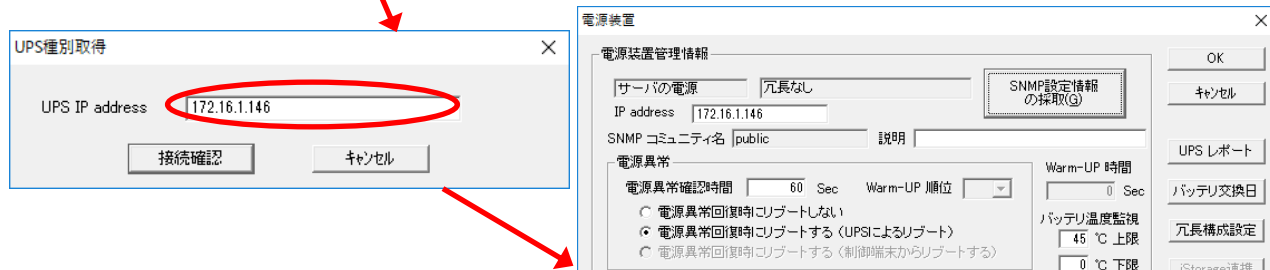 UPS種別取得
UPS IP address 172.16.1.146
接続確認 キャンセル
電源装置
電源装置管理情報
サーバの電源 冗長なし
SNMP設定情報
の採取(G)
IP address 172.16.1.146
SNMP コミュニティ名 public 説明
電源異常
電源異常確認時間 60 Sec Warm-UP 順位
電源異常回復時にリブートしない
電源異常回復時にリブートする(UPSによるリブート)
電源異常回復時にリブートする(制御端末からリブートする)
Warm-UP 時間
0 Sec
バッテリ温度監視
45 ℃ 上限
0 ℃ 下限
OK
キャンセル
UPS レポート
バッテリ交換日
冗長構成設定
iStorage連携